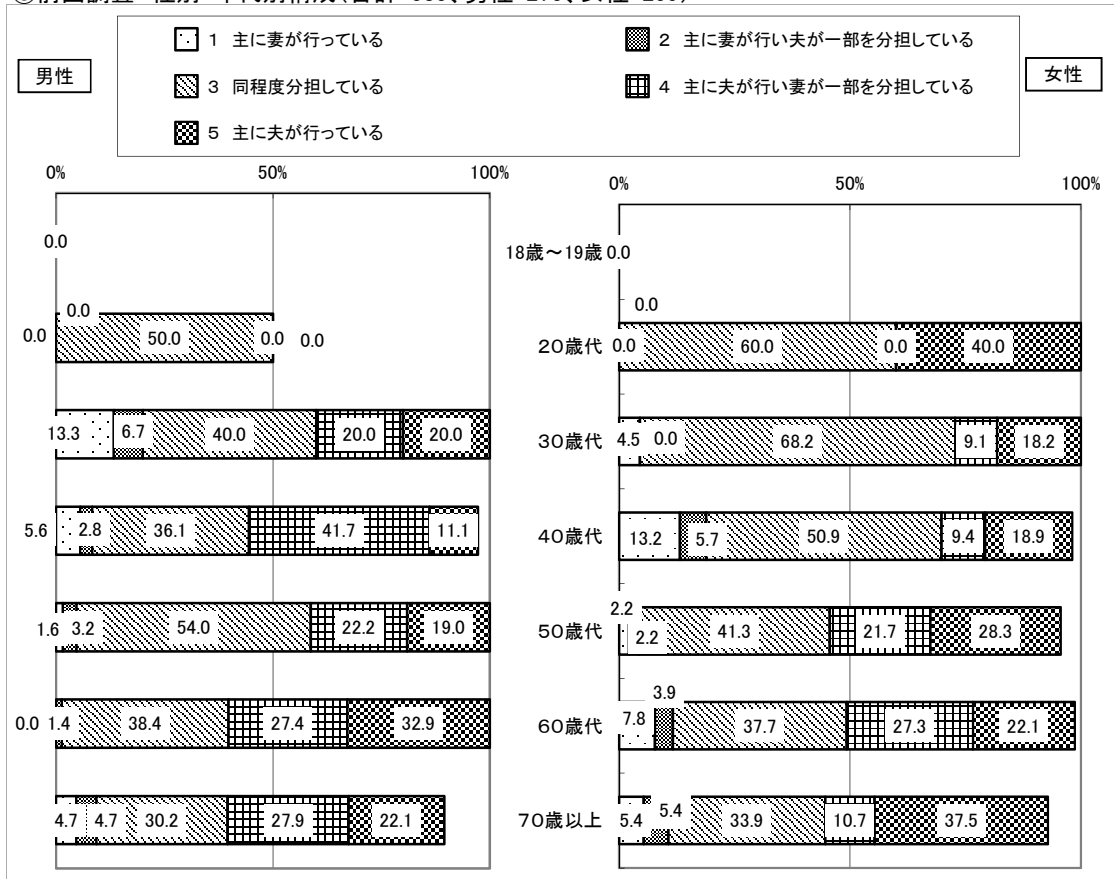 1 主に妻が行っている
2 主に妻が行い夫が一部を分担している
男性
女性
3 同程度分担している
4 主に夫が行い妻が一部を分担している
5 主に夫が行っている
0% 50% 100%
0% 50% 100%
0.0
18歳～19歳 0.0
0.0 0.0 50.0 0.0 0.0
20歳代 0.0 0.0 60.0 0.0 40.0
13.3 6.7 40.0 20.0 20.0
30歳代 4.5 0.0 68.2 9.1 18.2
5.6 2.8 36.1 41.7 11.1
40歳代 13.2 5.7 50.9 9.4 18.9
1.6 3.2 54.0 22.2 19.0
50歳代 2.2 2.2 41.3 21.7 28.3
0.0 1.4 38.4 27.4 32.9
60歳代 7.8 3.9 37.7 27.3 22.1
4.7 4.7 30.2 27.9 22.1
70歳以上 5.4 5.4 33.9 10.7 37.5